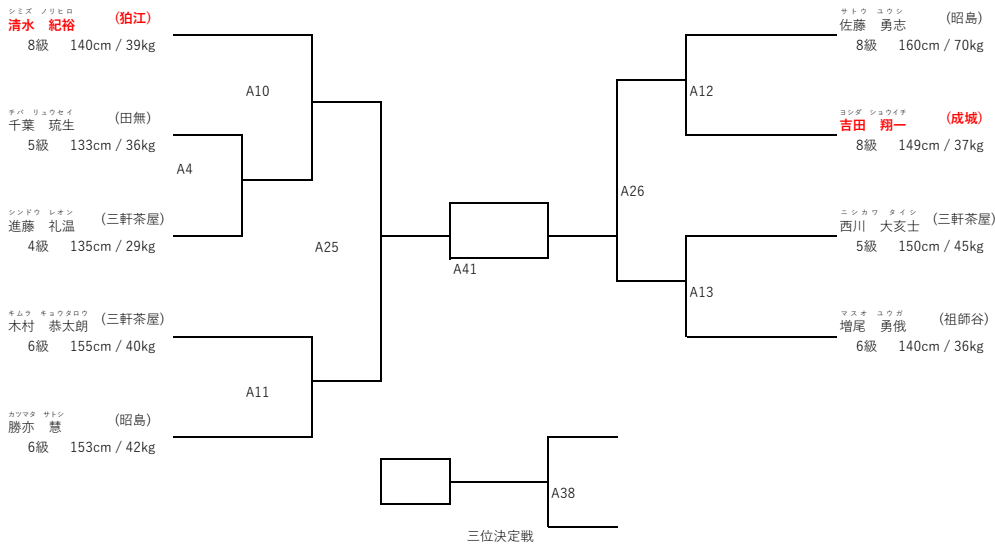 シミズ ノリヒロ
清水 紀裕 (狛江)
8級 140cm / 39kg
A10
チバ リュウセイ
千葉 琉生 (田無)
5級 133cm / 36kg
A4
シンドウ レオン
進藤 礼温 (三軒茶屋)
4級 135cm / 29kg
A25
キムラ キョウタロウ
木村 恭太朗 (三軒茶屋)
6級 155cm / 40kg
A11
カツマタ サトシ
勝亦 慧 (昭島)
6級 153cm / 42kg
A41
サトウ ユウシ
佐藤 勇志 (昭島)
8級 160cm / 70kg
A12
ヨシダ ショウイチ
吉田 翔一 (成城)
8級 149cm / 37kg
A26
ニシカワ タイシ
西川 大亥士 (三軒茶屋)
5級 150cm / 45kg
A13
マスオ ユウガ
増尾 勇俄 (祖師谷)
6級 140cm / 36kg
A38
三位決定戦